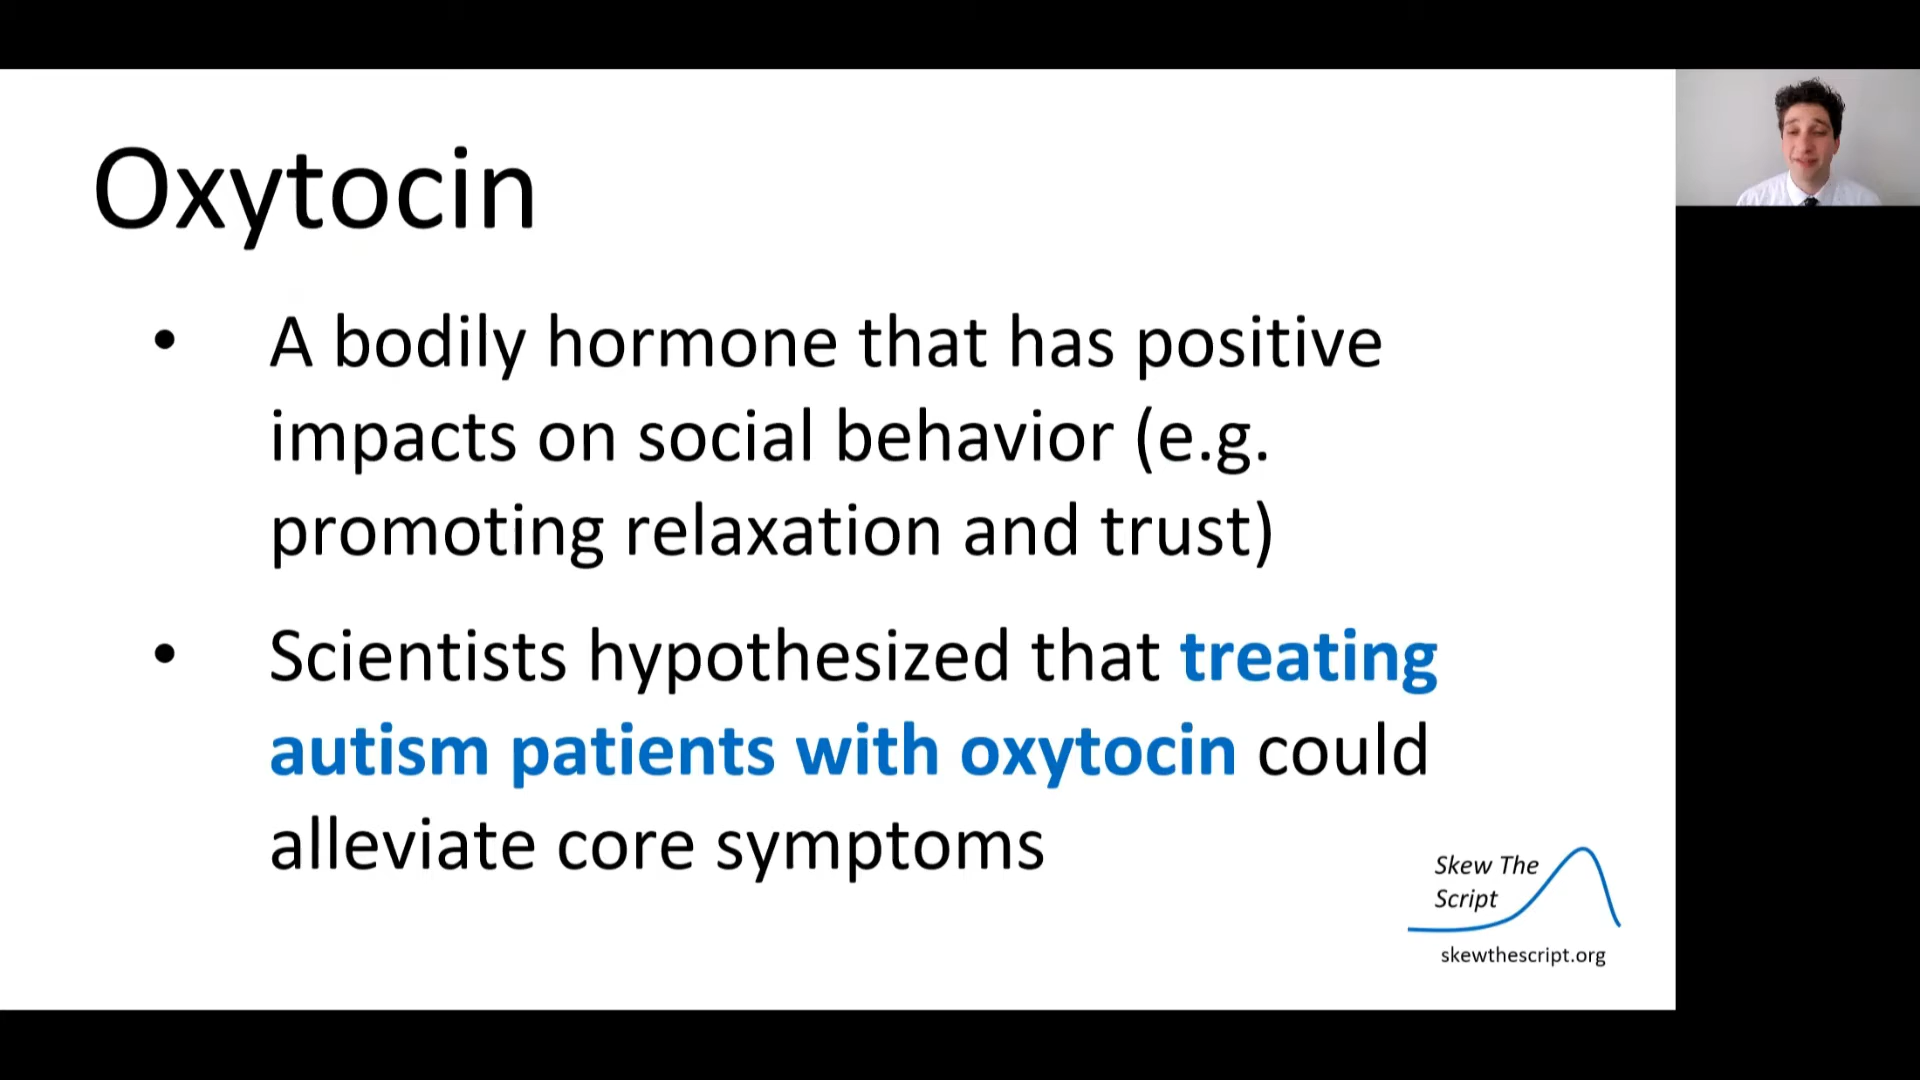 Oxytocin
• A bodily hormone that has positive
impacts on social behavior (e.g.
promoting relaxation and trust)
• Scientists hypothesized that treating
autism patients with oxytocin could
alleviate core symptoms
Skew The
Script
skewthescript.org